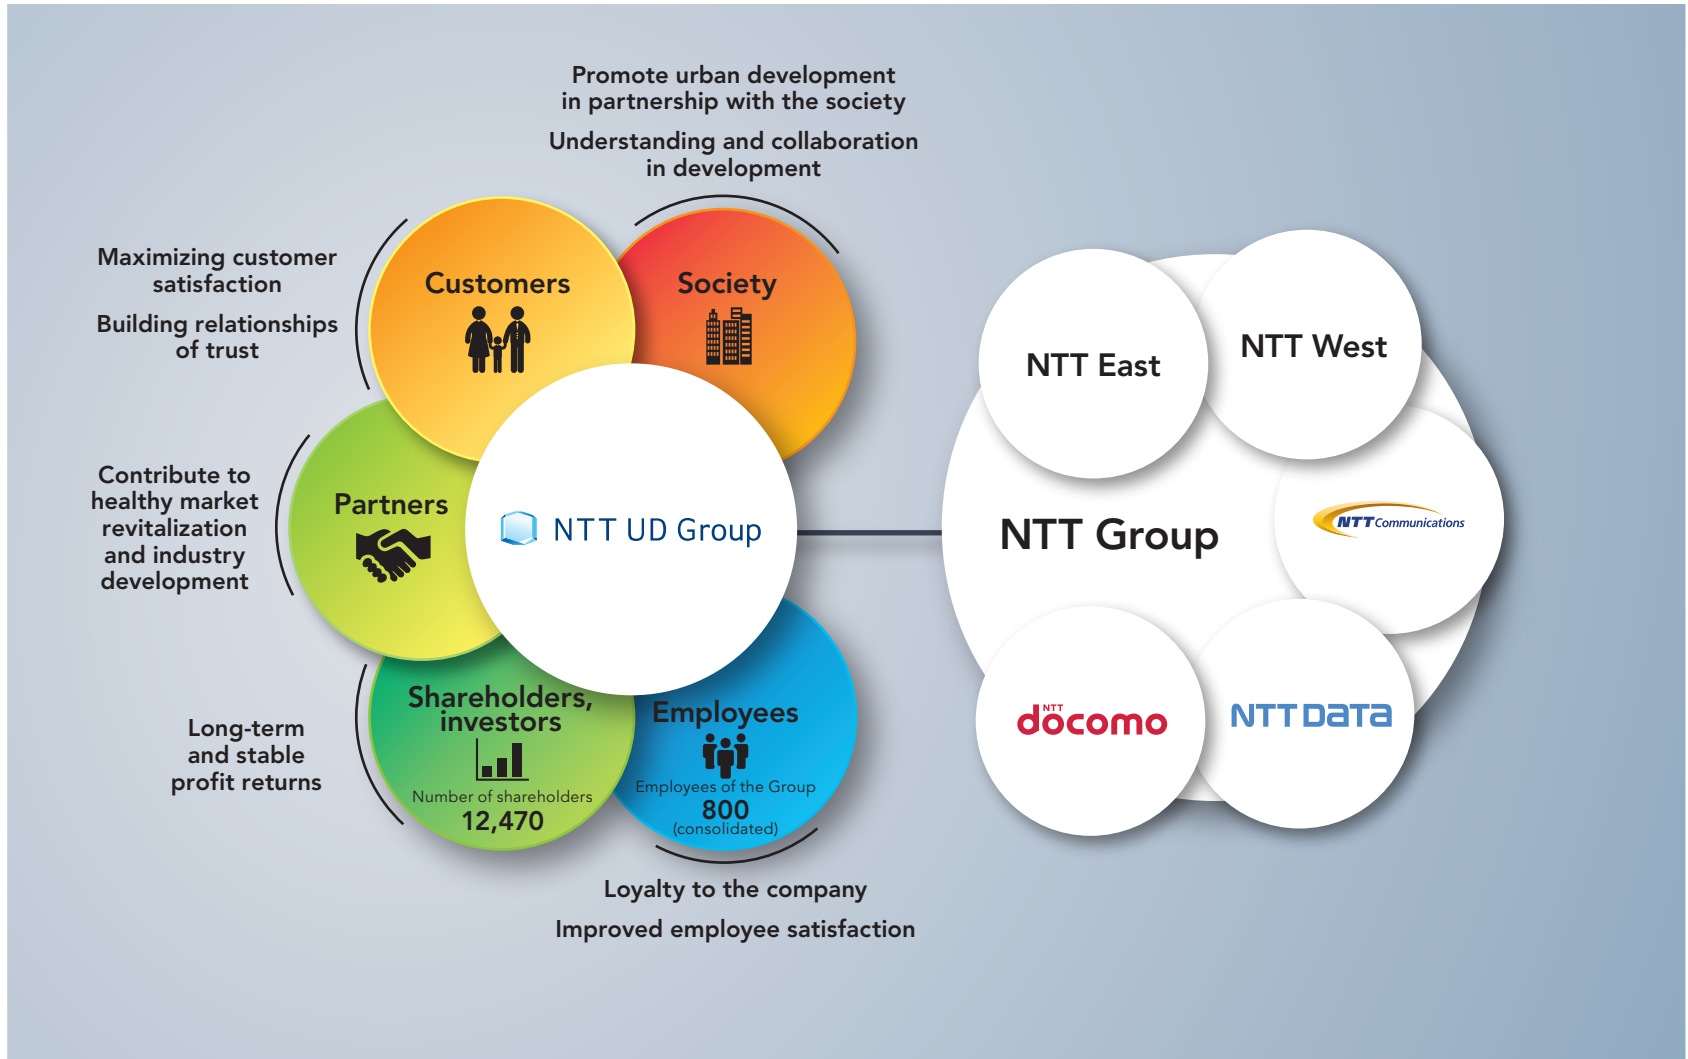 Promote urban development
in partnership with the society
Understanding and collaboration
in development
Maximizing customer
satisfaction
Building relationships
of trust
Customers
Society
Contribute to
healthy market
revitalization
and industry
development
Partners
NTT UD Group
Long-term
and stable
profit returns
Shareholders,
investors
Number of shareholders
12,470
Employees
Employees of the Group
800
(consolidated)
Loyalty to the company
Improved employee satisfaction
NTT East
NTT West
NTT Group
NTT Communications
NTT
döcomo
NTT DATA